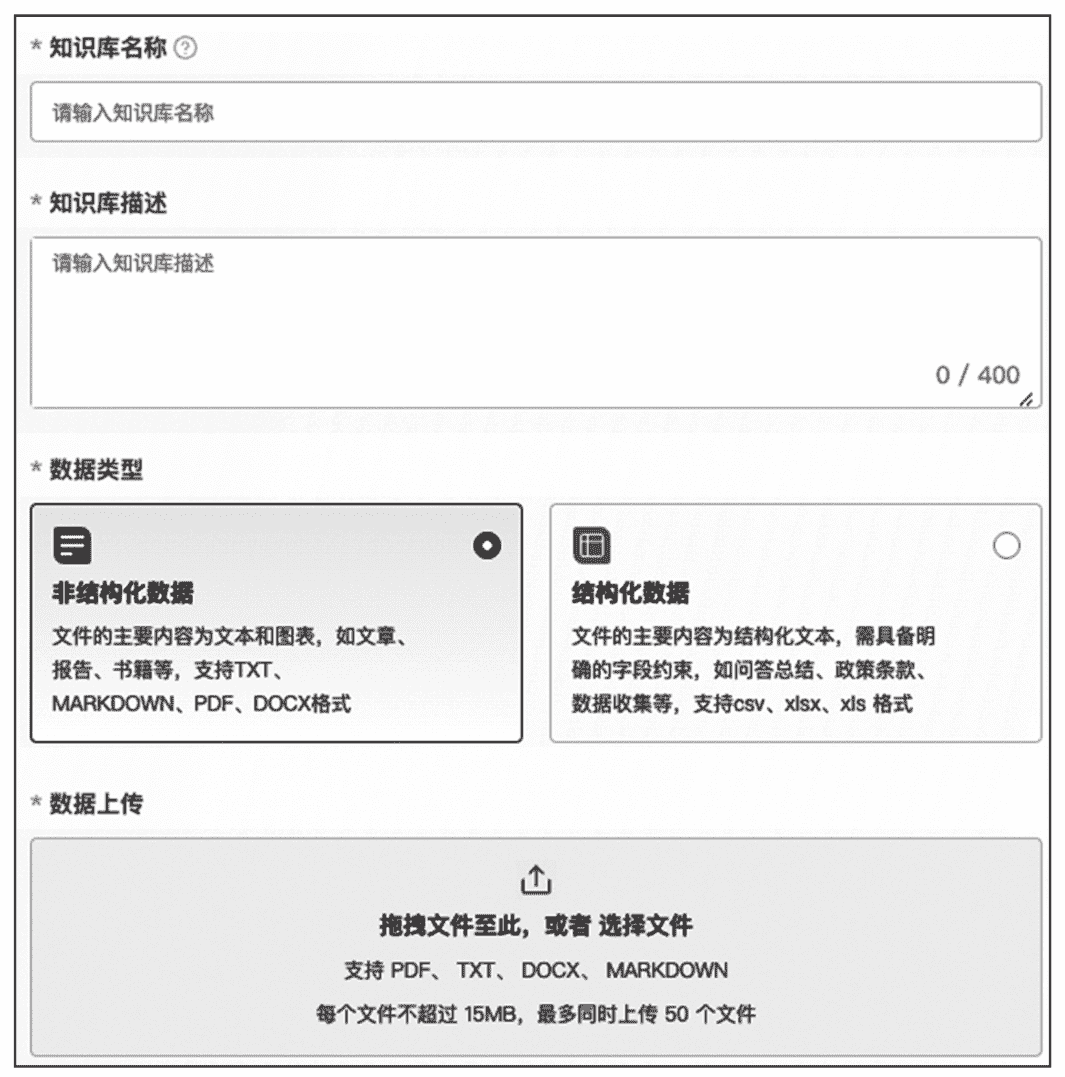 * 知识库名称 ?
请输入知识库名称
* 知识库描述
请输入知识库描述
0 / 400
* 数据类型
非结构化数据
文件的主要内容为文本和图表，如文章、
报告、书籍等，支持TXT、
MARKDOWN、PDF、DOCX格式
结构化数据
文件的主要内容为结构化文本，需具备明
确的字段约束，如问答总结、政策条款、
数据收集等，支持csv、xlsx、xls 格式
* 数据上传
拖拽文件至此，或者 选择文件
支持 PDF、 TXT、 DOCX、 MARKDOWN
每个文件不超过 15MB，最多同时上传 50 个文件